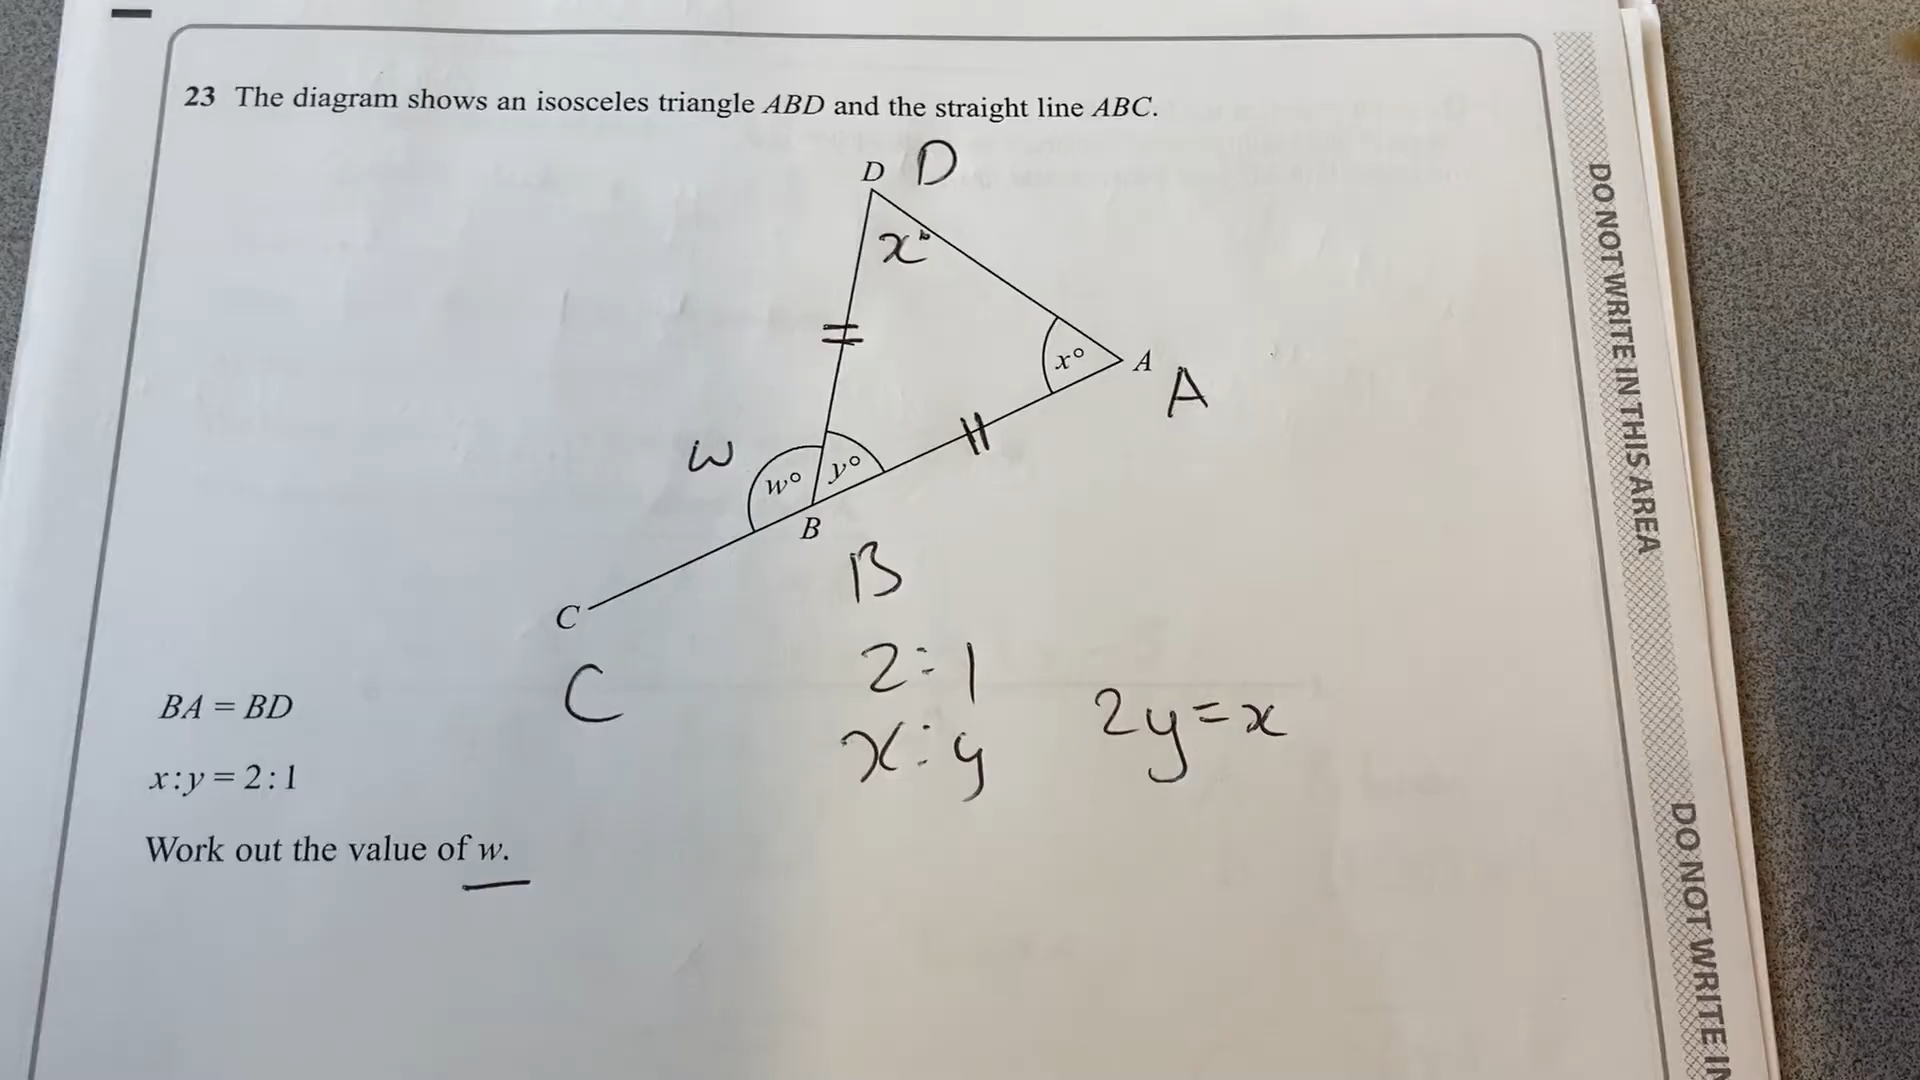 23 The diagram shows an isosceles triangle ABD and the straight line ABC.
D D
x°
x° A
A
w
w° y°
B
B
C
C
2:1
x:y
2y=x
BA = BD
x:y = 2:1
Work out the value of w.
DO NOT WRITE IN THIS AREA
DO NOT WRITE IN